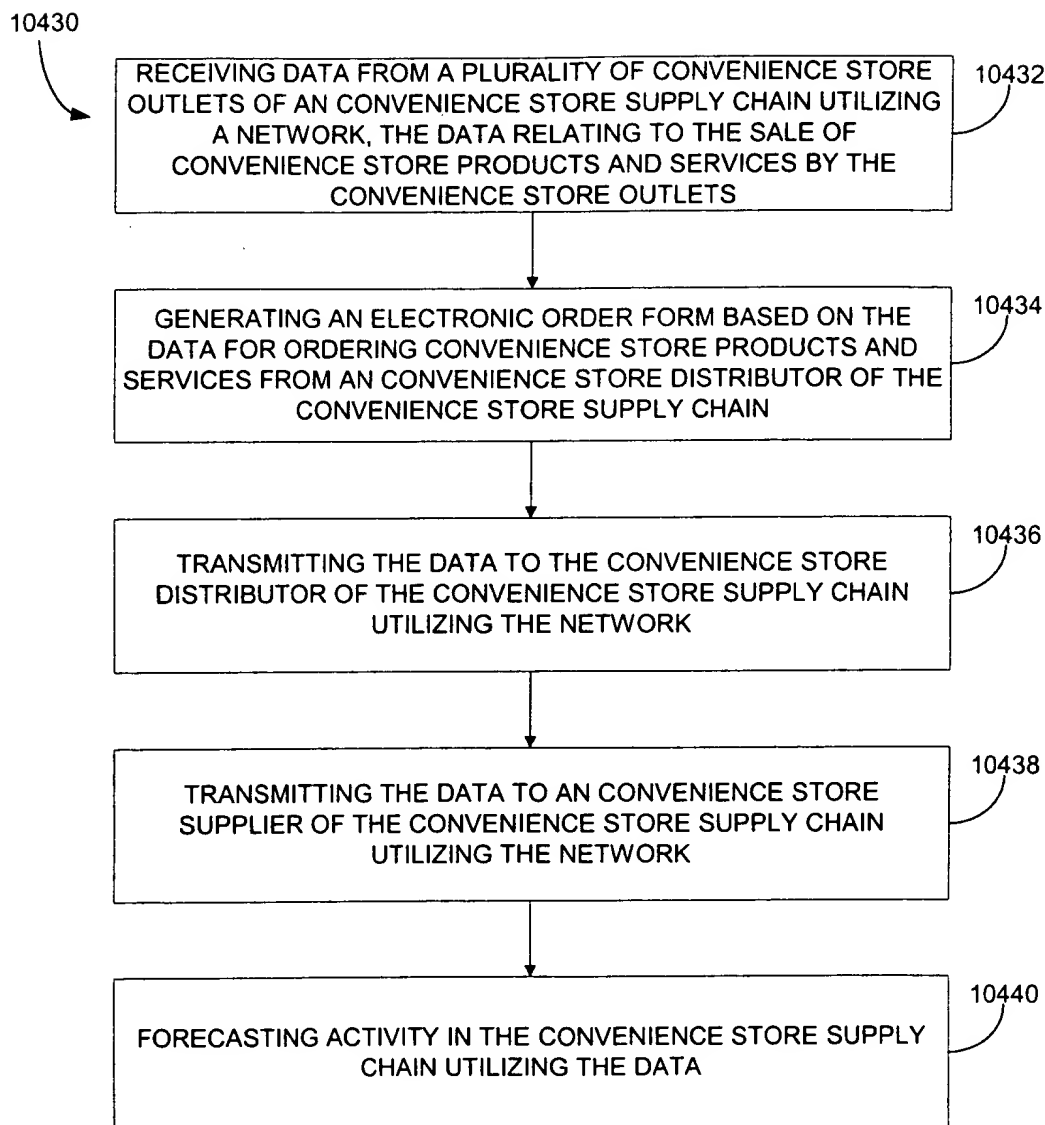 10430
RECEIVING DATA FROM A PLURALITY OF CONVENIENCE STORE
OUTLETS OF AN CONVENIENCE STORE SUPPLY CHAIN UTILIZING
A NETWORK, THE DATA RELATING TO THE SALE OF
CONVENIENCE STORE PRODUCTS AND SERVICES BY THE
CONVENIENCE STORE OUTLETS
10432
GENERATING AN ELECTRONIC ORDER FORM BASED ON THE
DATA FOR ORDERING CONVENIENCE STORE PRODUCTS AND
SERVICES FROM AN CONVENIENCE STORE DISTRIBUTOR OF THE
CONVENIENCE STORE SUPPLY CHAIN
10434
TRANSMITTING THE DATA TO THE CONVENIENCE STORE
DISTRIBUTOR OF THE CONVENIENCE STORE SUPPLY CHAIN
UTILIZING THE NETWORK
10436
TRANSMITTING THE DATA TO AN CONVENIENCE STORE
SUPPLIER OF THE CONVENIENCE STORE SUPPLY CHAIN
UTILIZING THE NETWORK
10438
FORECASTING ACTIVITY IN THE CONVENIENCE STORE SUPPLY
CHAIN UTILIZING THE DATA
10440